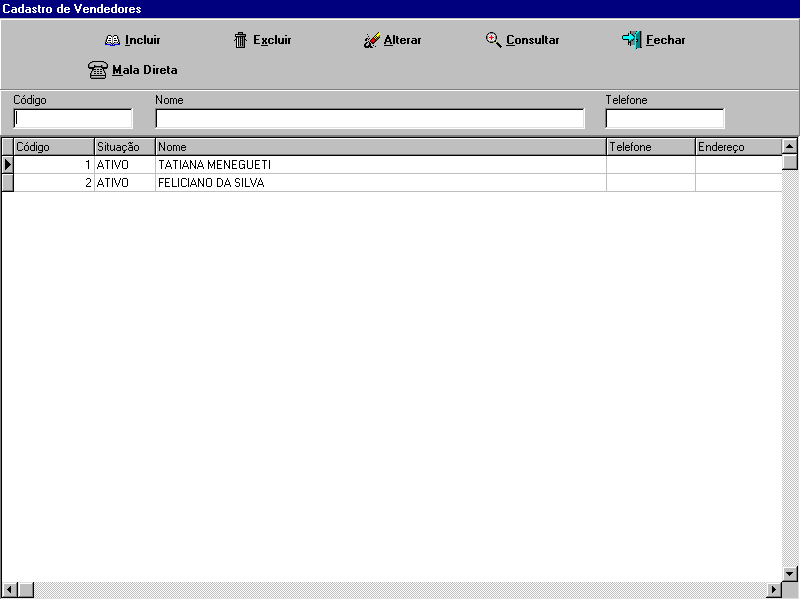 Cadastro de Vendedores
Incluir Excluir Alterar Consultar Fechar
Mala Direta
Código Nome Telefone
Código Situação Nome Telefone Endereço
1 ATIVO TATIANA MENEGUETI
2 ATIVO FELICIANO DA SILVA